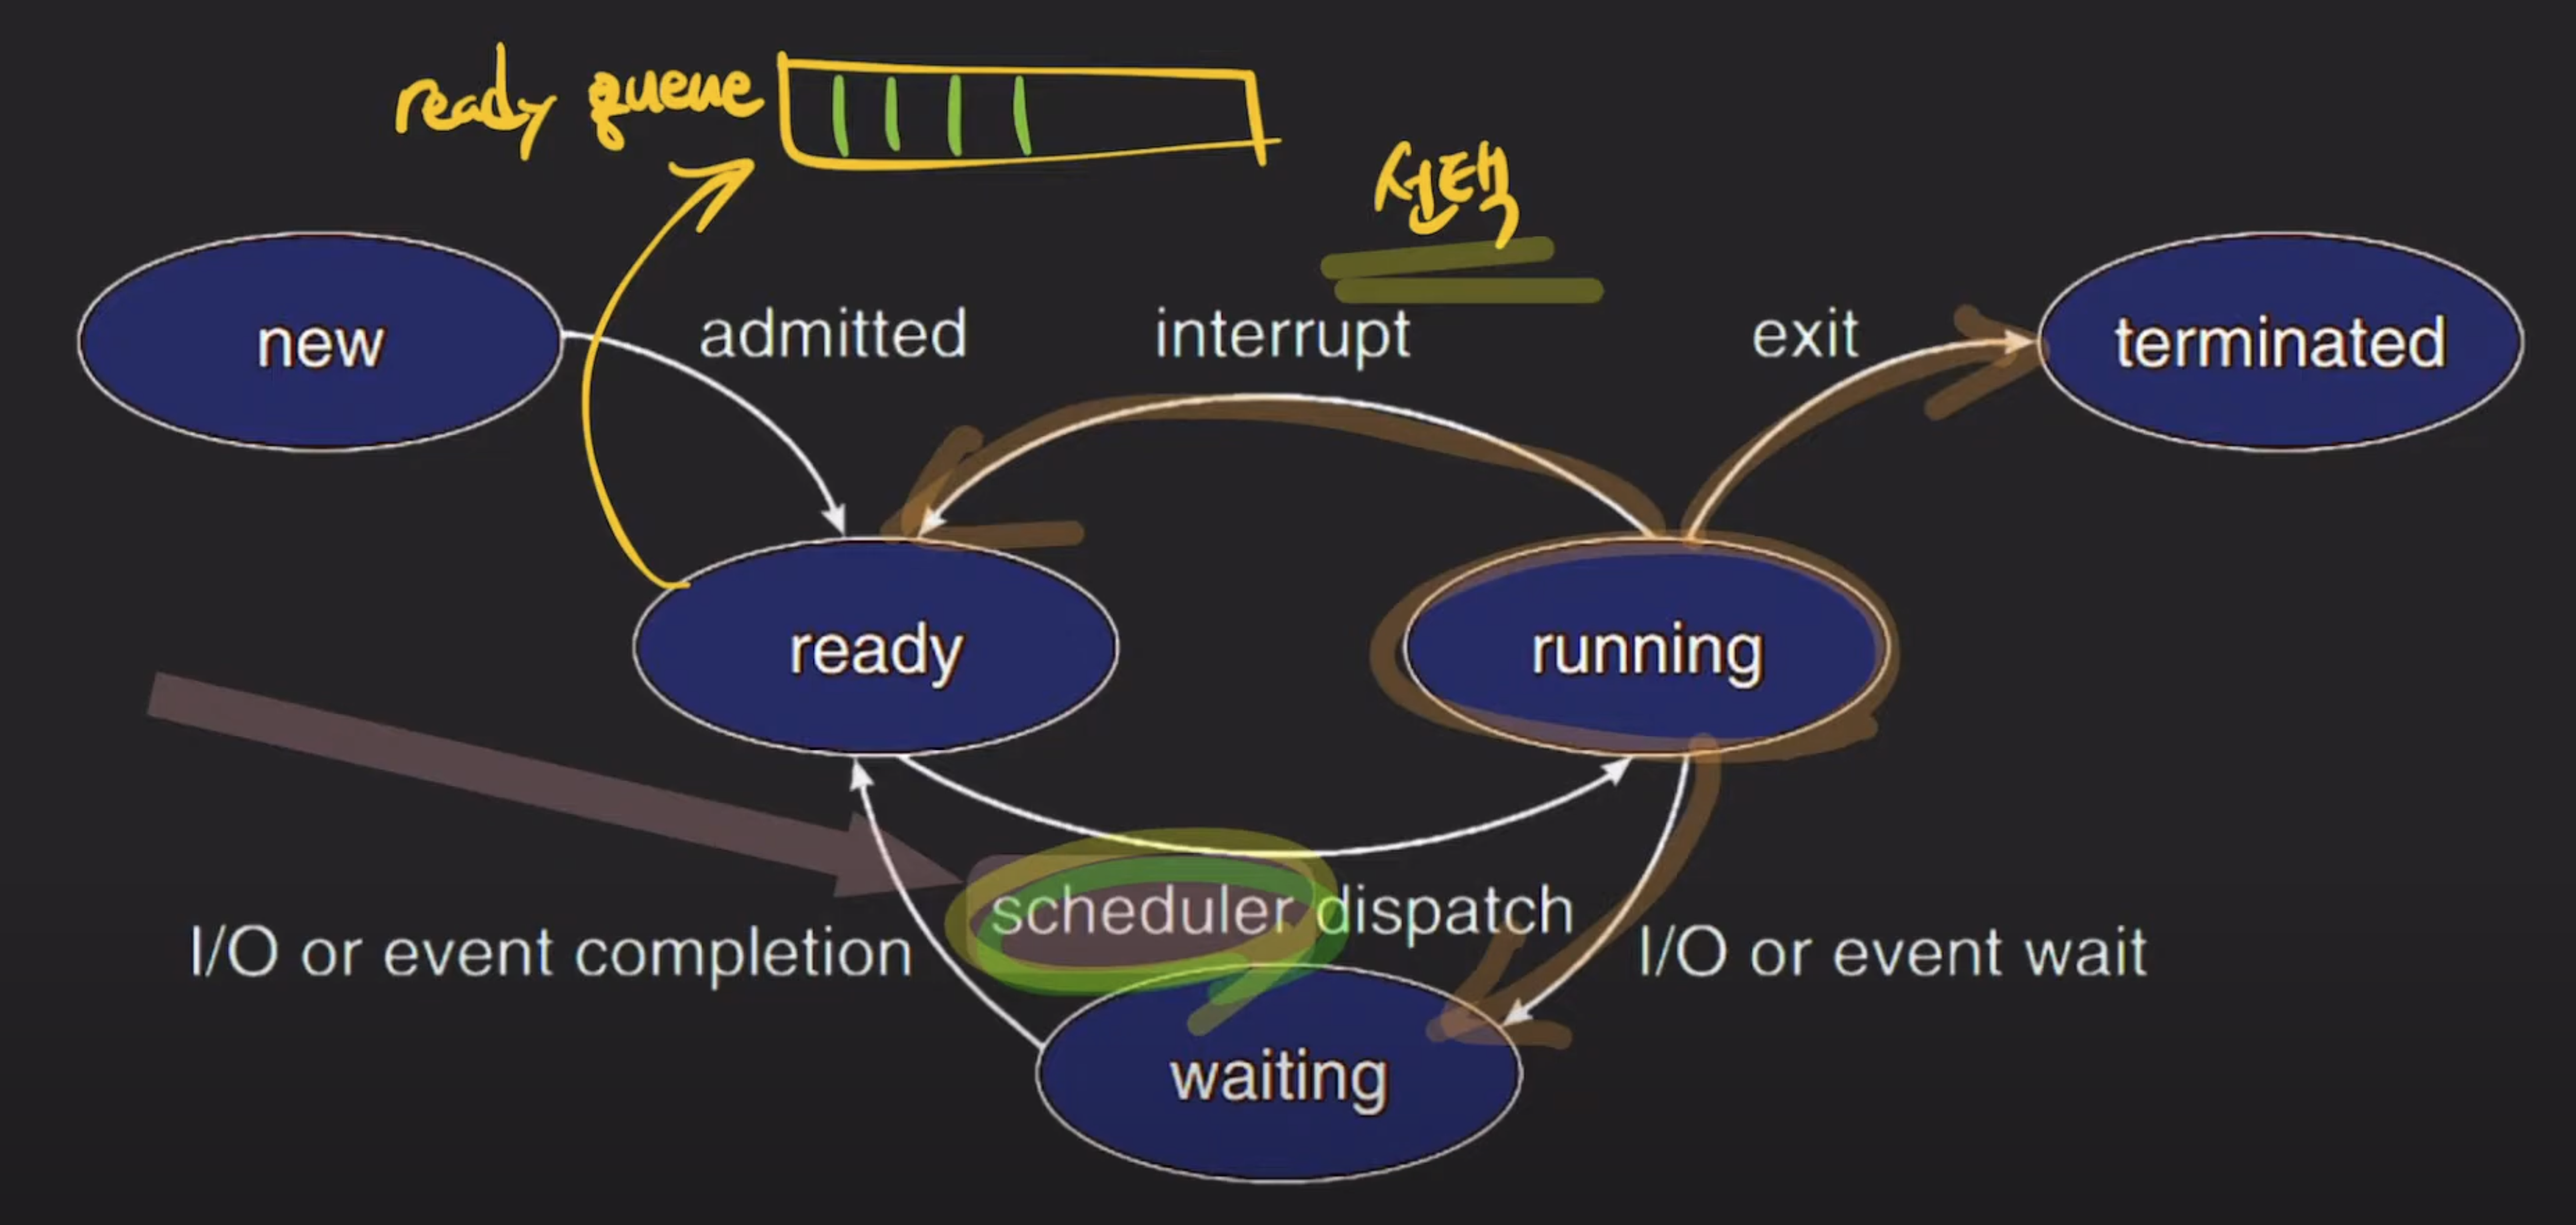 ready queue
선택
new
admitted
interrupt
exit
terminated
ready
running
scheduler dispatch
I/O or event completion
I/O or event wait
waiting